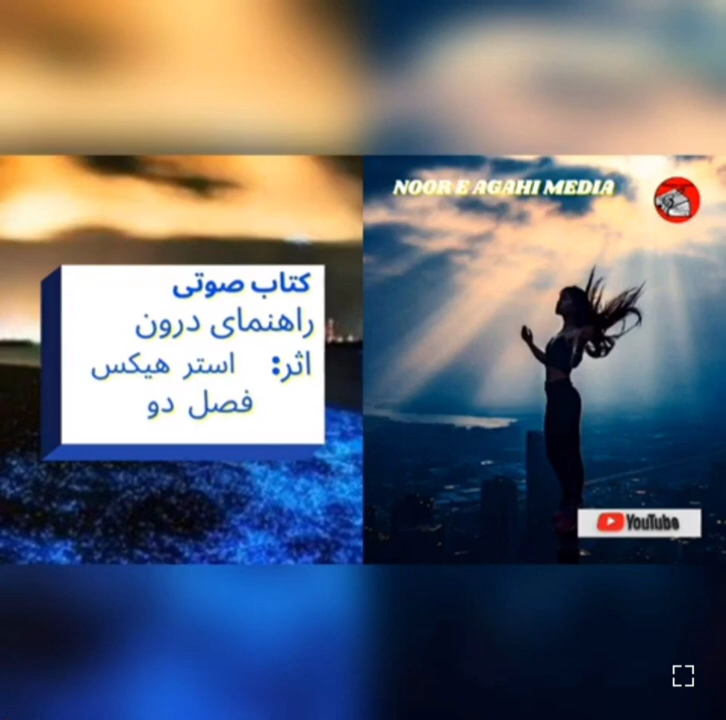 NOOR E AGAHI MEDIA
کتاب صوتی
راهنمای درون
اثر: استر هیکس
فصل دو
YouTube